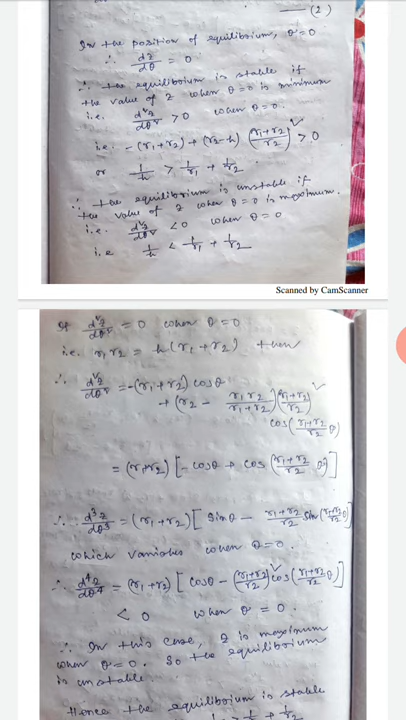 — (2)
In the position of equilibrium, θ=0
∴ dz/dθ = 0
∴ the equilibrium is stable if
the value of z when θ=0 is minimum
i.e. d²z/dθ² > 0 when θ=0.
i.e. -(r₁+r₂) + (r₂-h) ((r₁+r₂)/r₂)² > 0
or 1/h > 1/r₁ + 1/r₂
∴ the equilibrium is unstable if
the value of z when θ=0 is maximum.
i.e. d²z/dθ² < 0 when θ=0
i.e 1/h < 1/r₁ + 1/r₂
Scanned by CamScanner
If d²z/dθ² = 0 when θ=0
i.e. r₁r₂ = h(r₁+r₂) then
∴ d²z/dθ² = -(r₁+r₂) cosθ
+ (r₂ - r₁r₂/(r₁+r₂)) ((r₁+r₂)/r₂)²
cos((r₁+r₂)/r₂ θ)
= (r₁+r₂) [-cosθ + cos((r₁+r₂)/r₂ θ)]
∴ d³z/dθ³ = (r₁+r₂) [sinθ - (r₁+r₂)/r₂ sin((r₁+r₂)/r₂ θ)]
which vanishes when θ=0.
∴ d⁴z/dθ⁴ = (r₁+r₂) [cosθ - ((r₁+r₂)/r₂)² cos((r₁+r₂)/r₂ θ)]
< 0 when θ = 0.
∴ In this case, z is maximum
when θ=0. So the equilibrium
is unstable.
Hence the equilibrium is stable